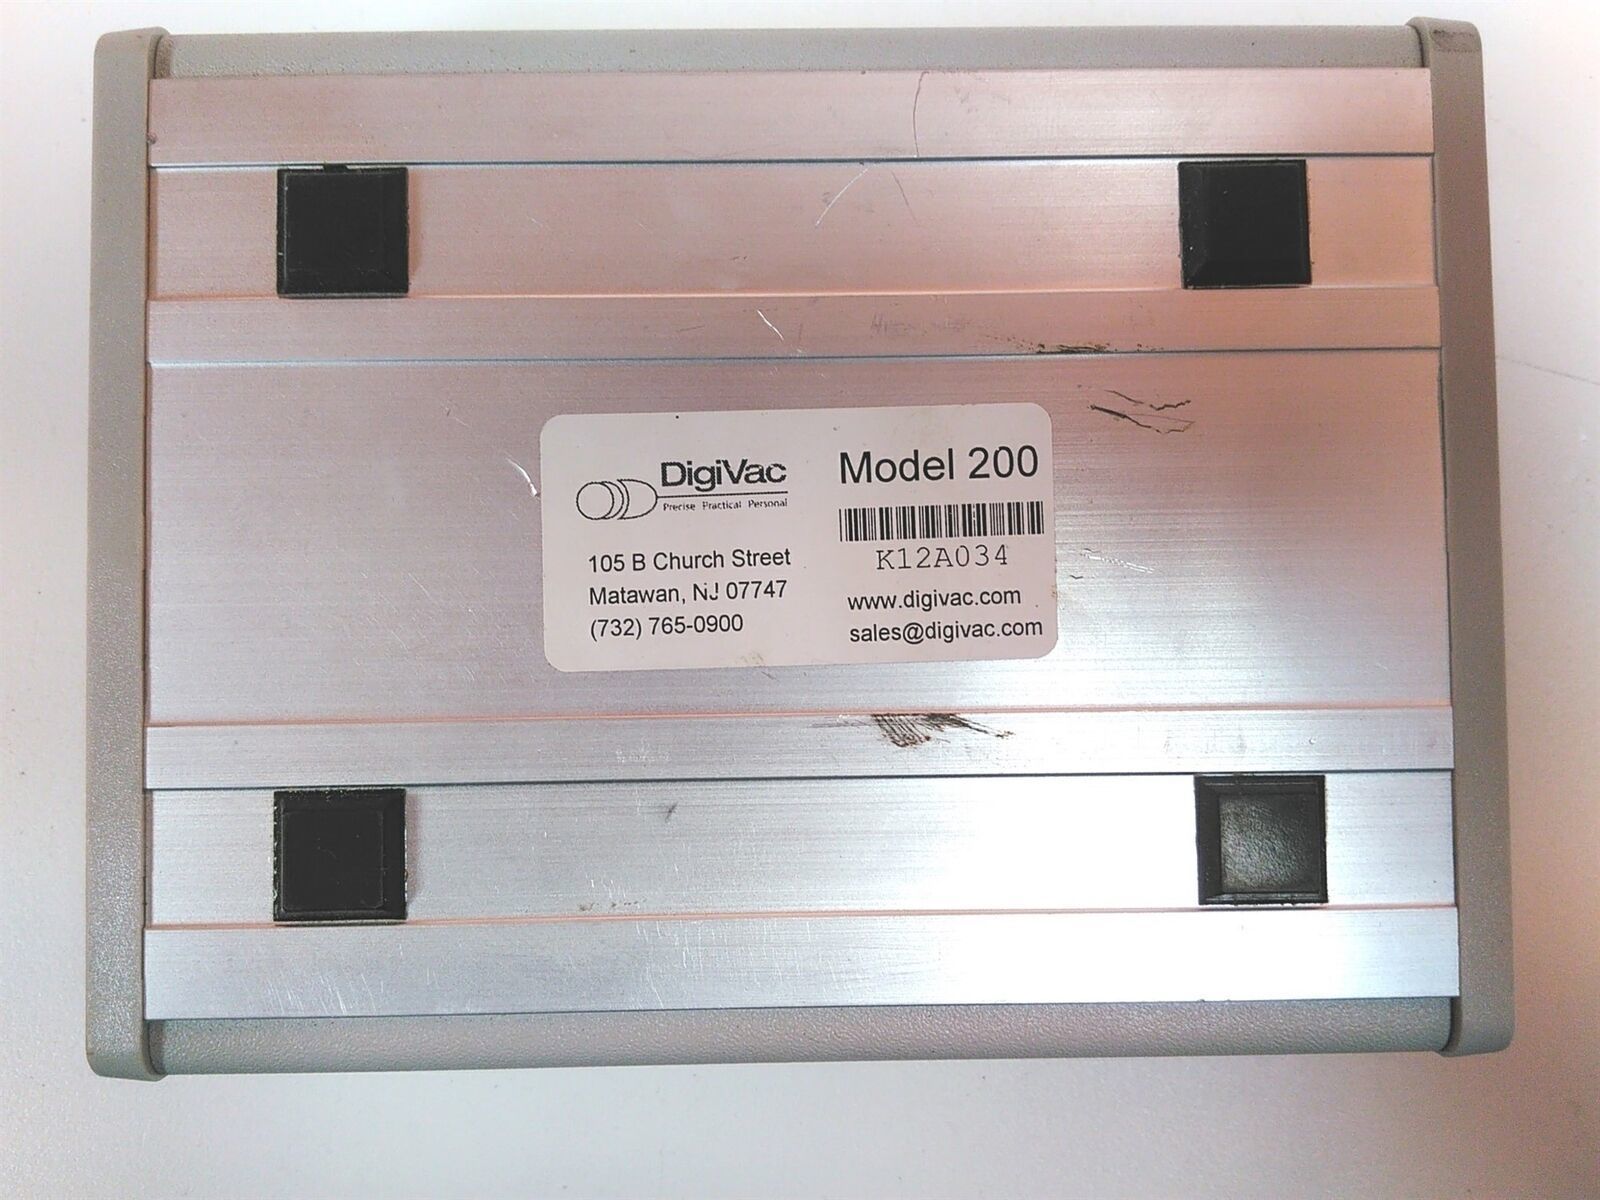 DigiVac
Precise Practical Personal
105 B Church Street
Matawan, NJ 07747
(732) 765-0900
Model 200
K12A034
www.digivac.com
sales@digivac.com